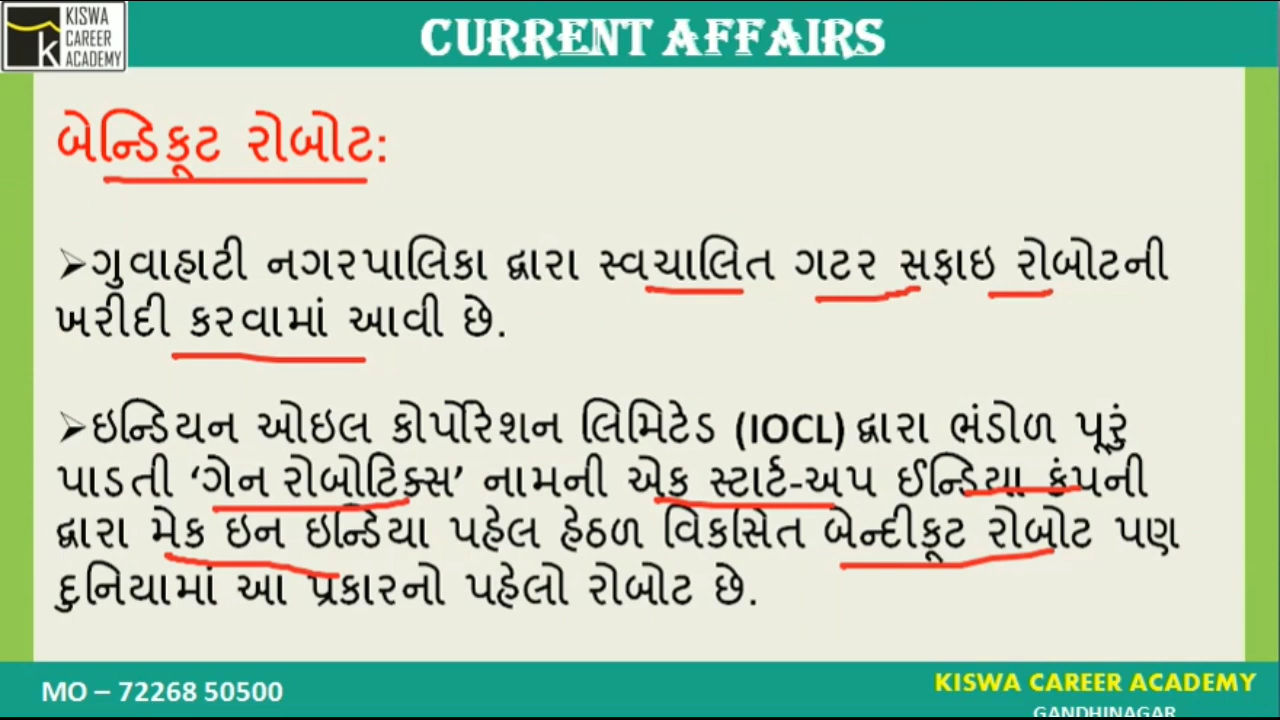 KISWA
CAREER
ACADEMY
K
CURRENT AFFAIRS
બેન્ડિકૂટ રોબોટ:
➢ગુવાહાટી નગરપાલિકા દ્વારા સ્વચાલિત ગટર સફાઇ રોબોટની
ખરીદી કરવામાં આવી છે.
➢ઇન્ડિયન ઓઇલ કોર્પોરેશન લિમિટેડ (IOCL) દ્વારા ભંડોળ પૂરું
પાડતી ‘ગેન રોબોટિક્સ’ નામની એક સ્ટાર્ટ-અપ ઈન્ડિયા કંપની
દ્વારા મેક ઇન ઇન્ડિયા પહેલ હેઠળ વિકસિત બેન્દીકૂટ રોબોટ પણ
દુનિયામાં આ પ્રકારનો પહેલો રોબોટ છે.
MO – 72268 50500
KISWA CAREER ACADEMY
GANDHINAGAR